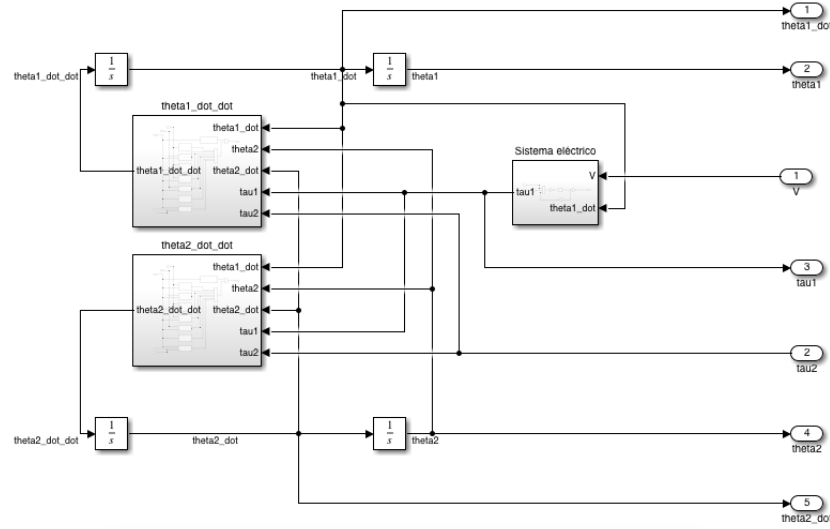 1
theta1_dot
1
s
theta1_dot_dot
theta1_dot
1
s
theta1
2
theta1
theta1_dot_dot
theta1_dot
theta2
theta1_dot_dot
theta2_dot
tau1
tau2
Sistema eléctrico
V
tau1
theta1_dot
1
V
theta2_dot_dot
theta1_dot
theta2
theta2_dot_dot
theta2_dot
tau1
tau2
3
tau1
2
tau2
1
s
theta2_dot_dot
theta2_dot
1
s
theta2
4
theta2
5
theta2_dot